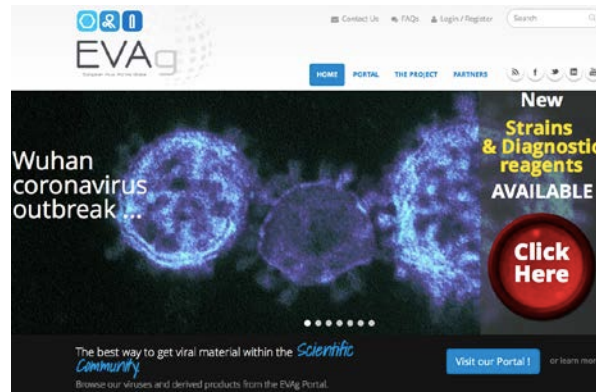 Contact Us FAQs Login / Register Search
EVAg
HOME PORTAL THE PROJECT PARTNERS
New
Strains
& Diagnostic
reagents
AVAILABLE
Wuhan
coronavirus
outbreak ...
Click
Here
The best way to get viral material within the Scientific
Community
Browse our viruses and derived products from the EVAg Portal.
Visit our Portal !
or learn mor